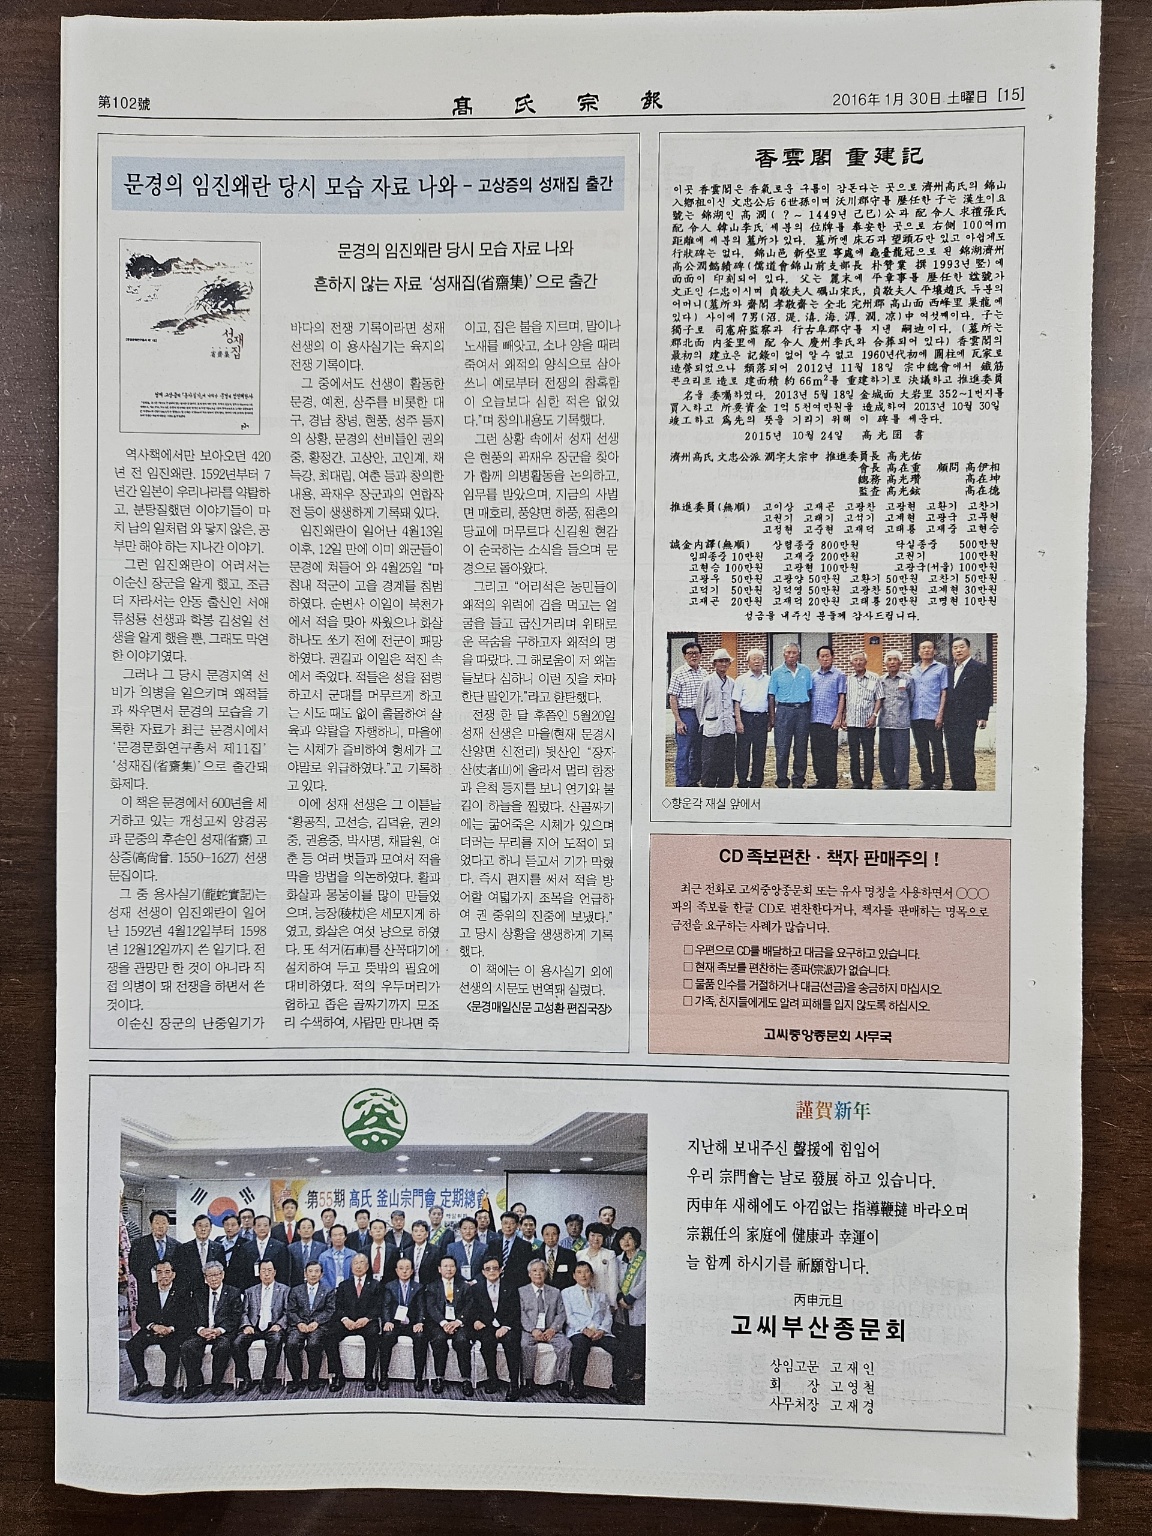 第102號
高氏宗報
2016年 1月 30日 土曜日 [15]
문경의 임진왜란 당시 모습 자료 나와 - 고상증의 성재집 출간
문경의 임진왜란 당시 모습 자료 나와
흔하지 않는 자료 '성재집(省齋集)'으로 출간
성재집
省齋集
역사책에서만 보아오던 420
년 전 임진왜란. 1592년부터 7
년간 일본이 우리나라를 약탈하
고, 분탕질했던 이야기들이 마
치 남의 일처럼 와 닿지 않은, 공
부만 해야 하는 지나간 이야기.
그런 임진왜란이 어려서는
이순신 장군을 알게 했고, 조금
더 자라서는 안동 출신인 서애
류성룡 선생과 학봉 김성일 선
생을 알게 했을 뿐, 그래도 막연
한 이야기였다.
그러나 그 당시 문경지역 선
비가 의병을 일으키며 왜적들
과 싸우면서 문경의 모습을 기
록한 자료가 최근 문경시에서
'문경문화연구총서 제11집'
'성재집(省齋集)'으로 출간돼
화제다.
이 책은 문경에서 600년을 세
거하고 있는 개성고씨 양경공
파 문중의 후손인 성재(省齋) 고
상증(高尙曾. 1550-1627) 선생
문집이다.
그 중 용사실기(龍蛇實記)는
성재 선생이 임진왜란이 일어
난 1592년 4월12일부터 1598
년 12월12일까지 쓴 일기다. 전
쟁을 관망만 한 것이 아니라 직
접 의병이 돼 전쟁을 하면서 쓴
것이다.
이순신 장군의 난중일기가
바다의 전쟁 기록이라면 성재
선생의 이 용사실기는 육지의
전쟁 기록이다.
그 중에서도 선생이 활동한
문경, 예천, 상주를 비롯한 대
구, 경남 창녕, 현풍, 성주 등지
의 상황, 문경의 선비들인 권의
중, 황정간, 고상안, 고인계, 채
득강, 최대립, 여춘 등과 창의한
내용, 곽재우 장군과의 연합작
전 등이 생생하게 기록돼 있다.
임진왜란이 일어난 4월13일
이후, 12일 만에 이미 왜군들이
문경에 쳐들어 와 4월25일 "마
침내 적군이 고을 경계를 침범
하였다. 순변사 이일이 북천가
에서 적을 맞아 싸웠으나 화살
하나도 쏘기 전에 전군이 패망
하였다. 권길과 이일은 적진 속
에서 죽었다. 적들은 성을 점령
하고서 군대를 머무르게 하고
는 시도 때도 없이 출몰하여 살
육과 약탈을 자행하니, 마을에
는 시체가 즐비하여 형세가 그
야말로 위급하였다."고 기록하
고 있다.
이에 성재 선생은 그 이튿날
"황공직, 고선승, 김덕윤, 권의
중, 권용중, 박사명, 채달원, 여
춘 등 여러 벗들과 모여서 적을
막을 방법을 의논하였다. 활과
화살과 몽둥이를 많이 만들었
으며, 능장(稜杖)은 세모지게 하
였고, 화살은 여섯 냥으로 하였
다. 또 석거(石車)를 산꼭대기에
설치하여 두고 뜻밖의 필요에
대비하였다. 적의 우두머리가
험하고 좁은 골짜기까지 모조
리 수색하여, 사람만 만나면 죽
이고, 집은 불을 지르며, 말이나
노새를 빼앗고, 소나 양을 때려
죽여서 왜적의 양식으로 삼아
쓰니 예로부터 전쟁의 참혹함
이 오늘보다 심한 적은 없었
다."며 창의내용도 기록했다.
그런 상황 속에서 성재 선생
은 현풍의 곽재우 장군을 찾아
가 함께 의병활동을 논의하고,
임무를 받았으며, 지금의 사벌
면 매호리, 풍양면 하풍, 점촌의
당교에 머무르다 신길원 현감
이 순국하는 소식을 들으며 문
경으로 돌아왔다.
그리고 "어리석은 농민들이
왜적의 위력에 겁을 먹고는 얼
굴을 들고 굽신거리며 위태로
운 목숨을 구하고자 왜적의 명
을 따랐다. 그 해로움이 저 왜놈
들보다 심하니 이런 짓을 차마
한단 말인가."라고 한탄했다.
전쟁 한 달 후쯤인 5월20일
성재 선생은 마을(현재 문경시
산양면 신전리) 뒷산인 "장자
산(丈者山)에 올라서 멀리 함창
과 은척 등지를 보니 연기와 불
길이 하늘을 찔렀다. 산골짜기
에는 굶어죽은 시체가 있으며
더러는 무리를 지어 도적이 되
었다고 하니 듣고서 기가 막혔
다. 즉시 편지를 써서 적을 방
어할 여덟가지 조목을 언급하
여 권 중위의 진중에 보냈다."
고 당시 상황을 생생하게 기록
했다.
이 책에는 이 용사실기 외에
선생의 시문도 번역돼 실렸다.
<문경매일신문 고성환 편집국장>
香雲閣 重建記
이곳 香雲閣은 香氣로운 구름이 감돈다는 곳으로 濟州高氏의 錦山
入鄕祖이신 文忠公后 6世孫이며 沃川郡守를 歷任한 子는 漢生이요
號는 錦湖인 高 潤( ? ~ 1449년 己巳)公과 配 令人 求禮張氏
配 令人 韓山李氏 세분의 位牌를 奉安한 곳으로 右側 100여m
距離에 세분의 墓所가 있다. 墓所엔 床石과 望頭石만 있고 아쉽게도
行狀碑는 없다. 錦山邑 新垈里 事處에 龜臺龍冠으로 된 錦湖濟州
高公潤懿績碑(儒道會錦山前支部長 朴贊業 撰 1993년 竪)에
面面이 印刻되어 있다. 父는 麗末에 平章事를 歷任한 諡號가
文正인 仁忠이시며 貞敬夫人 礪山宋氏, 貞敬夫人 平壤趙氏 두분의
어머니(墓所와 齋閣 孝敬齋는 全北 完州郡 高山面 西峰里 巢龍에
있다) 사이에 7男(沼, 湜, 淸, 海, 淳, 潤, 凉)中 여섯째이다. 子는
獨子로 司憲府監察과 行古阜郡守를 지낸 嗣迪이다. (墓所는
郡北面 內釜里에 配 令人 慶州李氏와 合葬되어 있다) 香雲閣의
最初의 建立은 記錄이 없어 알 수 없고 1960년代初에 圓柱에 瓦家로
造營되었으나 頹落되어 2012년 11월 18일 宗中總會에서 鐵筋
콘크리트 造로 建面積 約 66m²를 重建하기로 決議하고 推進委員
名을 委囑하였다. 2013년 5월 18일 金城面 大岩里 352-1번지를
買入하고 所要資金 1억 5천여만원을 造成하여 2013년 10월 30일
竣工하고 爲先의 뜻을 기리기 위해 이 碑를 세운다.
2015년 10월 24일 高光囯 書
濟州高氏 文忠公派 潤字大宗中 推進委員長 高光佑
會長 高在重 顧問 高伊相
總務 高光瓚 高在坤
監査 高光鉉 高在德
推進委員(無順) 고이상 고재곤 고광찬 고광현 고환기 고찬기
고권기 고태기 고석기 고계현 고광국 고무현
고정현 고준현 고재덕 고태홍 고재중 고현승
誠金內譯(無順) 상렴종중 800만원 타실종중 500만원
임피종중 10만원 고재중 200만원 고권기 100만원
고현승 100만원 고광현 100만원 고광국(서울) 100만원
고광우 50만원 고광양 50만원 고환기 50만원 고찬기 50만원
고덕기 50만원 김덕영 50만원 고광찬 50만원 고계현 30만원
고재곤 20만원 고재덕 20만원 고태홍 20만원 고명현 10만원
성금을 내주신 분들께 감사드립니다.
◇향운각 재실 앞에서
CD 족보편찬 · 책자 판매주의 !
최근 전화로 고씨중앙종문회 또는 유사 명칭을 사용하면서 ○○○
파의 족보를 한글 CD로 편찬한다거나, 책자를 판매하는 명목으로
금전을 요구하는 사례가 많습니다.
□ 우편으로 CD를 배달하고 대금을 요구하고 있습니다.
□ 현재 족보를 편찬하는 종파(宗派)가 없습니다.
□ 물품 인수를 거절하거나 대금(선금)을 송금하지 마십시오.
□ 가족, 친지들에게도 알려 피해를 입지 않도록 하십시오.
고씨중앙종문회 사무국
第55期 高氏 釜山宗門會 定期總會
謹賀新年
지난해 보내주신 聲援에 힘입어
우리 宗門會는 날로 發展 하고 있습니다.
丙申年 새해에도 아낌없는 指導鞭撻 바라오며
宗親任의 家庭에 健康과 幸運이
늘 함께 하시기를 祈願합니다.
丙申元旦
고씨부산종문회
상임고문 고재인
회 장 고영철
사무처장 고재경